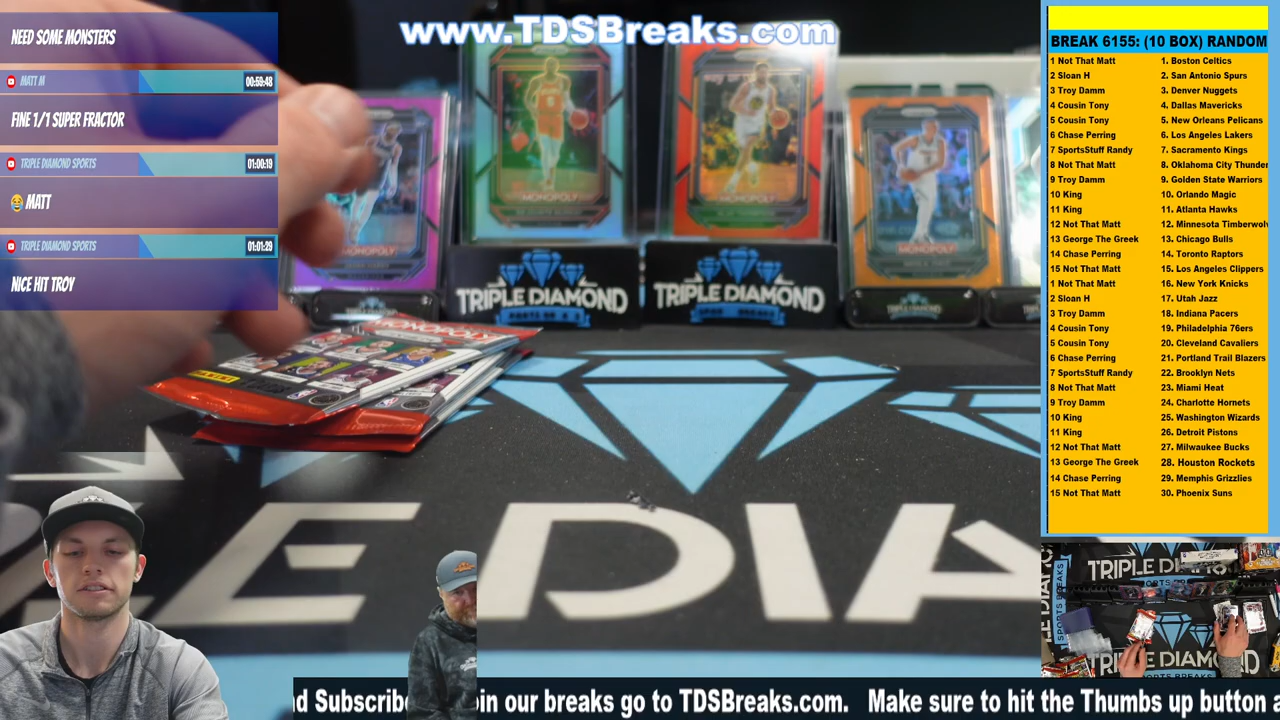 www.TDSBreaks.com
NEED SOME MONSTERS
MATT M
00:59:48
FINE 1/1 SUPER FRACTOR
TRIPLE DIAMOND SPORTS
01:00:19
😂 MATT
TRIPLE DIAMOND SPORTS
01:01:29
NICE HIT TROY
MONOPOLY
MONOPOLY
MONOPOLY
MONOPOLY
TRIPLE DIAMOND
TRIPLE DIAMOND
MONOPOLY
PANINI
E DIA
BREAK 6155: (10 BOX) RANDOM
1 Not That Matt 1. Boston Celtics
2 Sloan H 2. San Antonio Spurs
3 Troy Damm 3. Denver Nuggets
4 Cousin Tony 4. Dallas Mavericks
5 Cousin Tony 5. New Orleans Pelicans
6 Chase Perring 6. Los Angeles Lakers
7 SportsStuff Randy 7. Sacramento Kings
8 Not That Matt 8. Oklahoma City Thunder
9 Troy Damm 9. Golden State Warriors
10 King 10. Orlando Magic
11 King 11. Atlanta Hawks
12 Not That Matt 12. Minnesota Timberwol
13 George The Greek 13. Chicago Bulls
14 Chase Perring 14. Toronto Raptors
15 Not That Matt 15. Los Angeles Clippers
1 Not That Matt 16. New York Knicks
2 Sloan H 17. Utah Jazz
3 Troy Damm 18. Indiana Pacers
4 Cousin Tony 19. Philadelphia 76ers
5 Cousin Tony 20. Cleveland Cavaliers
6 Chase Perring 21. Portland Trail Blazers
7 SportsStuff Randy 22. Brooklyn Nets
8 Not That Matt 23. Miami Heat
9 Troy Damm 24. Charlotte Hornets
10 King 25. Washington Wizards
11 King 26. Detroit Pistons
12 Not That Matt 27. Milwaukee Bucks
13 George The Greek 28. Houston Rockets
14 Chase Perring 29. Memphis Grizzlies
15 Not That Matt 30. Phoenix Suns
TRIPLE DIAMOND
SPORTS BREAKS
TRIPLE DIAMOND
d Subscribe in our breaks go to TDSBreaks.com. Make sure to hit the Thumbs up button a